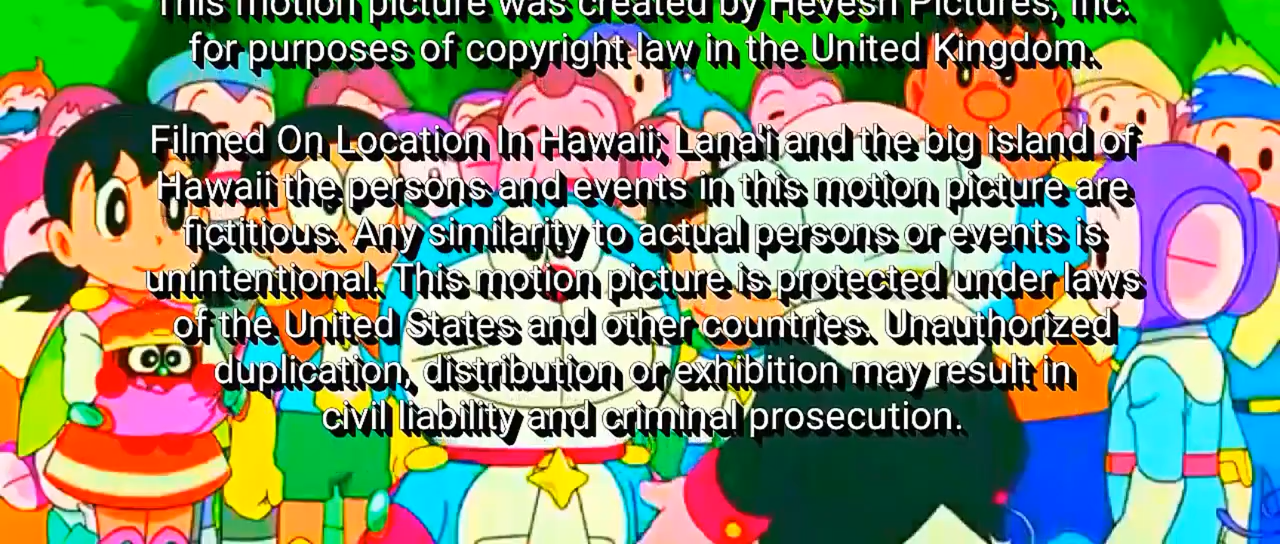 This motion picture was created by Hevesh Pictures, Inc.
for purposes of copyright law in the United Kingdom.
Filmed On Location In Hawaii; Lana'i and the big island of
Hawaii the persons and events in this motion picture are
fictitious. Any similarity to actual persons or events is
unintentional. This motion picture is protected under laws
of the United States and other countries. Unauthorized
duplication, distribution or exhibition may result in
civil liability and criminal prosecution.